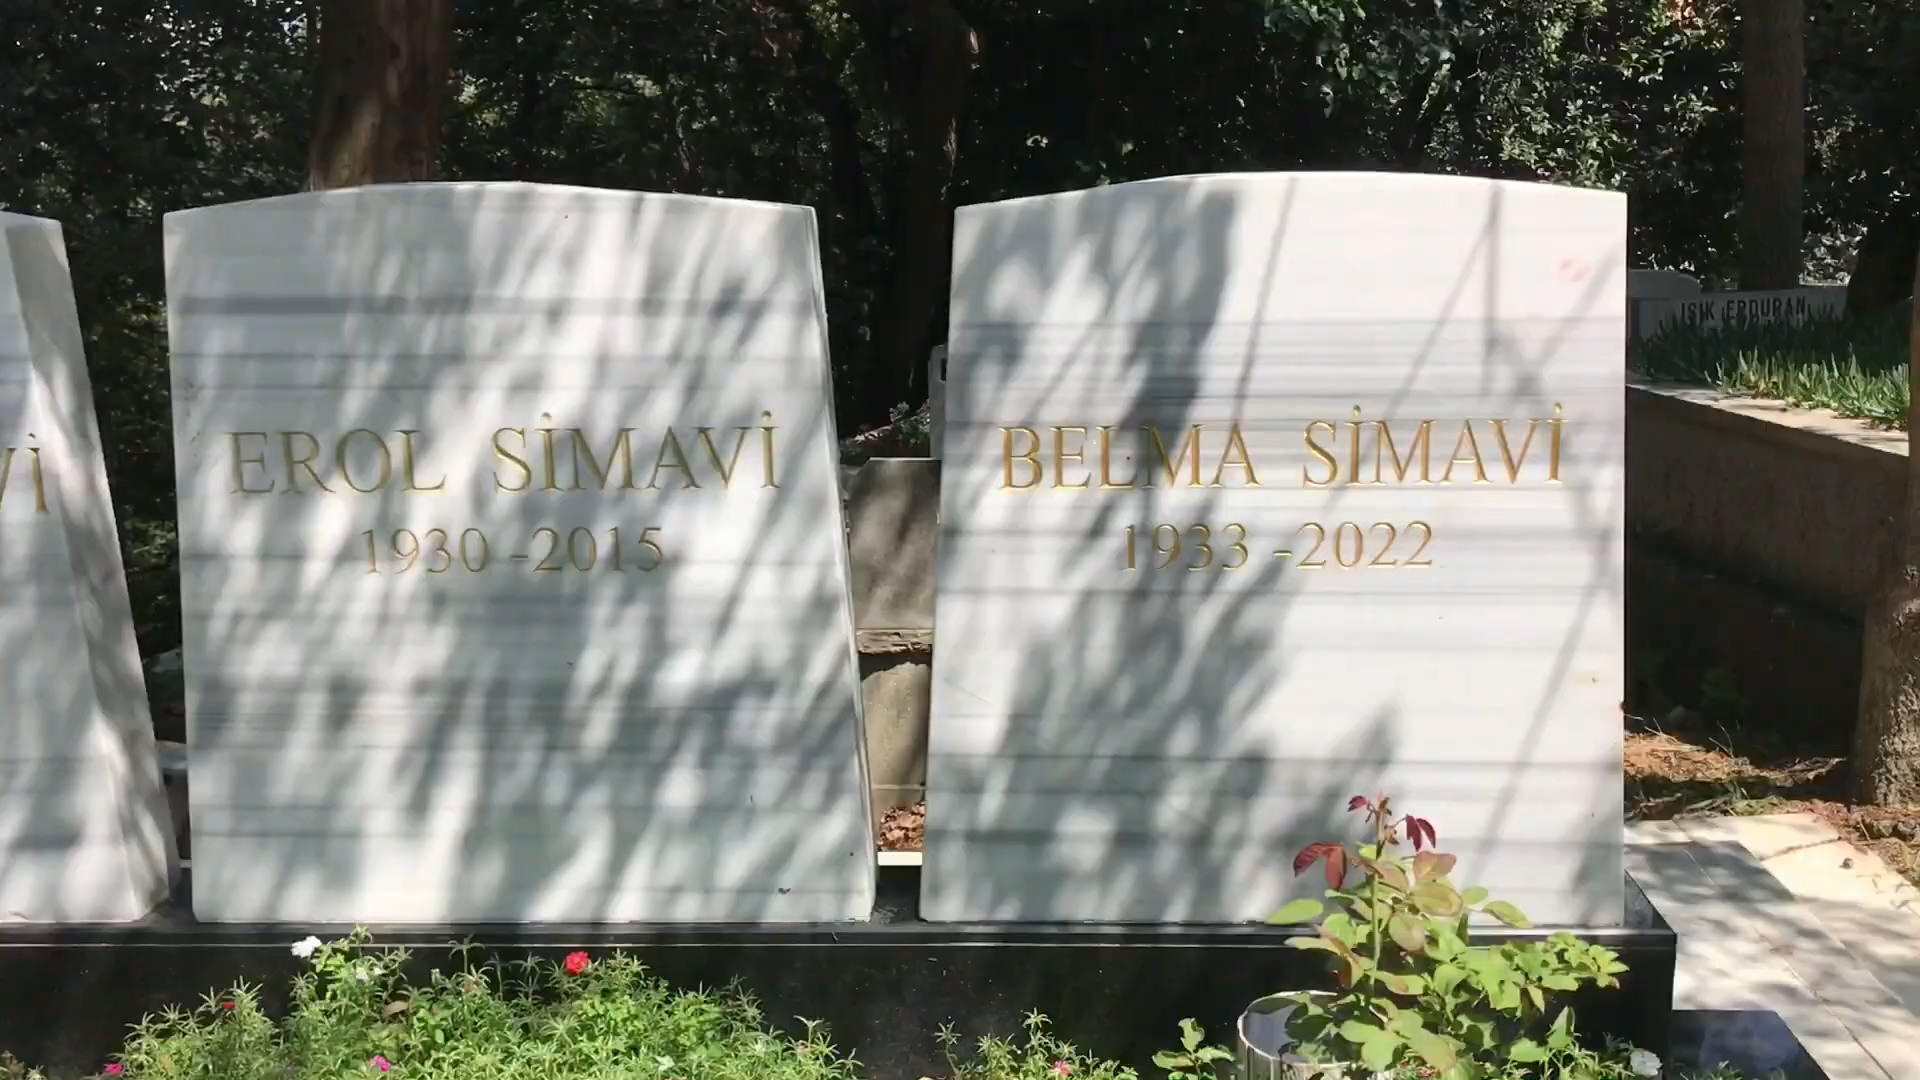 EROL SİMAVİ
1930 - 2015
BELMA SİMAVİ
1933 - 2022
IŞIK ERDURAN